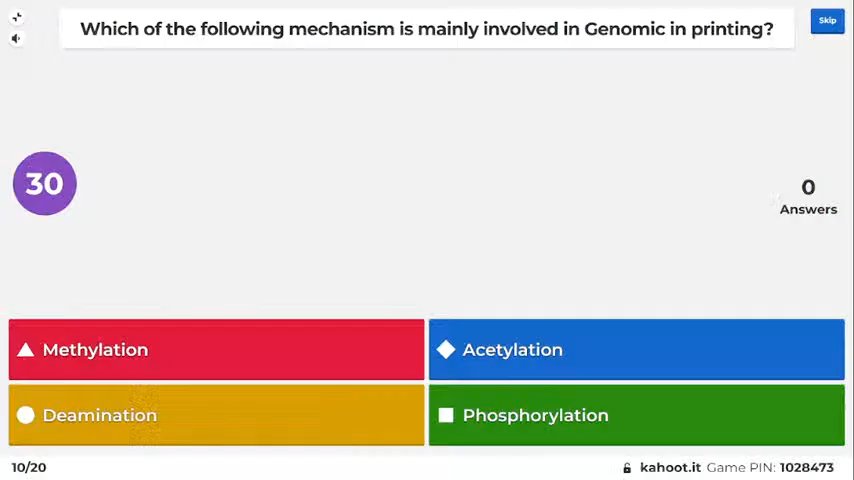 Which of the following mechanism is mainly involved in Genomic in printing?
Skip
30
0
Answers
Methylation
Acetylation
Deamination
Phosphorylation
10/20
kahoot.it Game PIN: 1028473